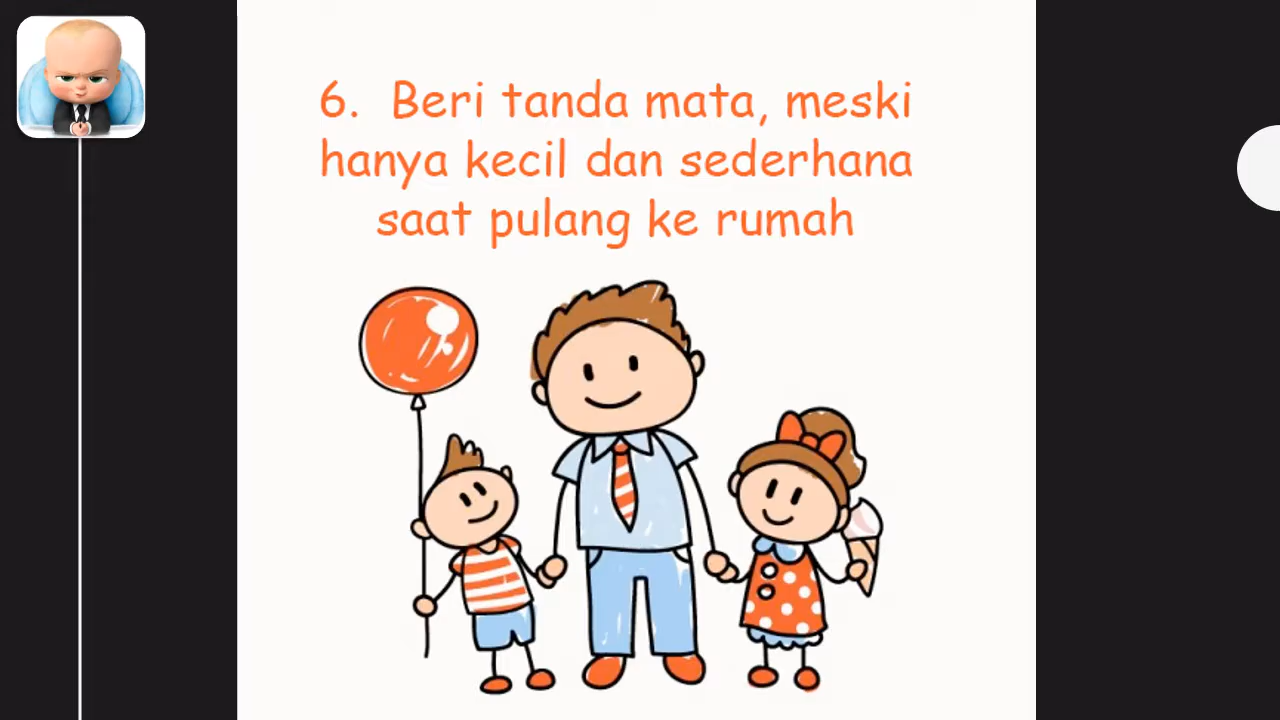 6. Beri tanda mata, meski
hanya kecil dan sederhana
saat pulang ke rumah